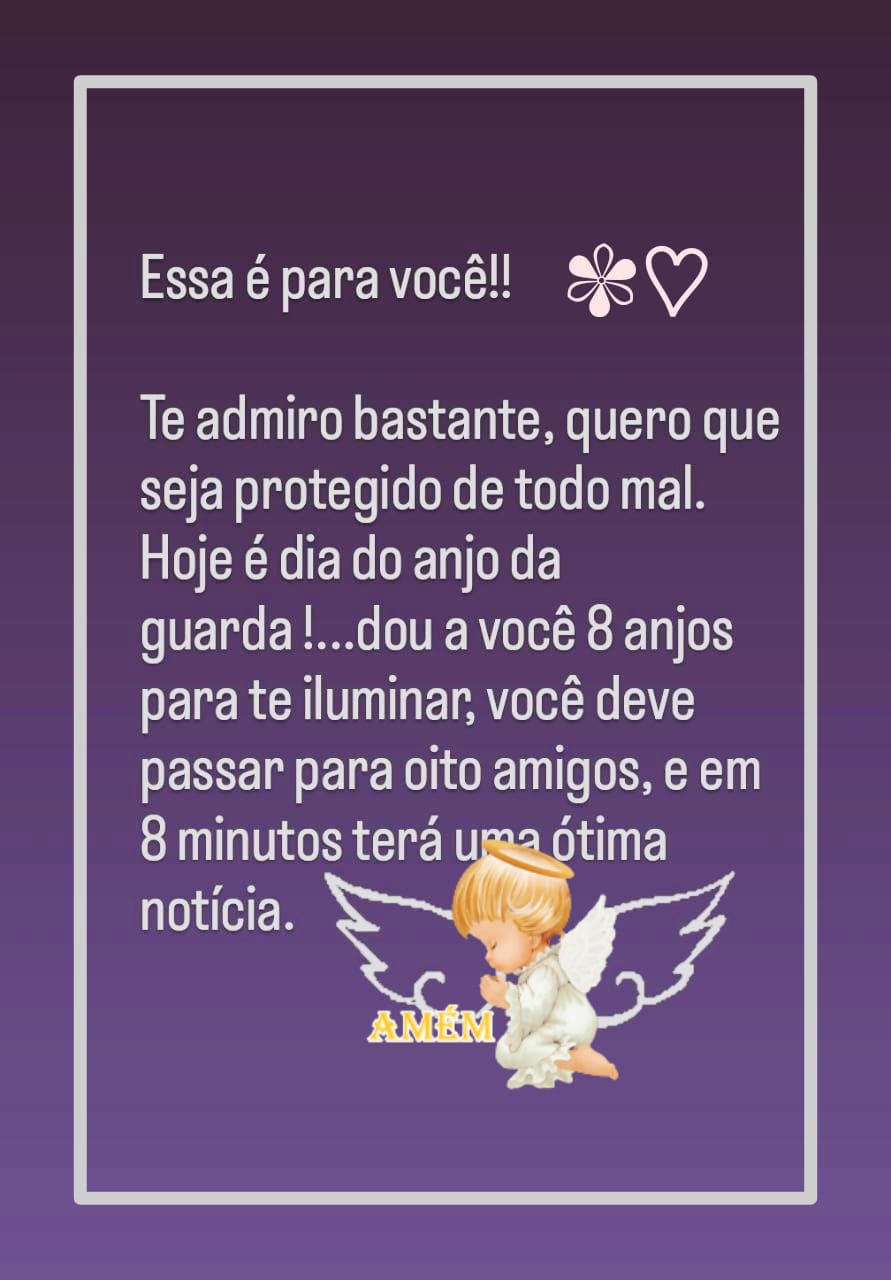 Essa é para você!! ✽♡
Te admiro bastante, quero que
seja protegido de todo mal.
Hoje é dia do anjo da
guarda !...dou a você 8 anjos
para te iluminar, você deve
passar para oito amigos, e em
8 minutos terá uma ótima
notícia.
AMÉM